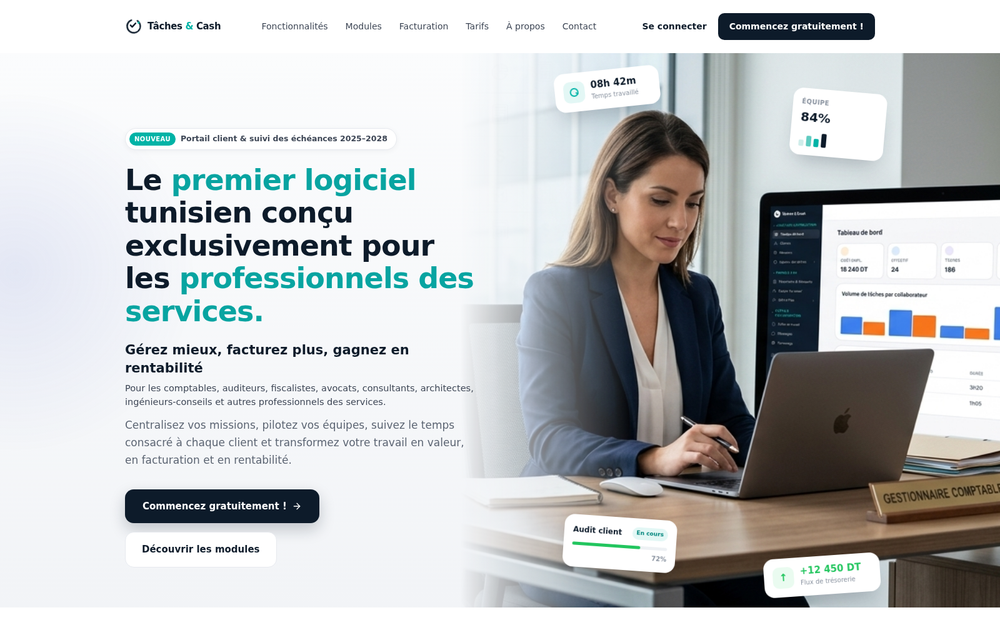 Tâches & Cash
Fonctionnalités
Modules
Facturation
Tarifs
À propos
Contact
Se connecter
Commencez gratuitement !
NOUVEAU
Portail client & suivi des échéances 2025–2028
Le premier logiciel
tunisien conçu
exclusivement pour
les professionnels des
services.
Gérez mieux, facturez plus, gagnez en
rentabilité
Pour les comptables, auditeurs, fiscalistes, avocats, consultants, architectes,
ingénieurs-conseils et autres professionnels des services.
Centralisez vos missions, pilotez vos équipes, suivez le temps
consacré à chaque client et transformez votre travail en valeur,
en facturation et en rentabilité.
Commencez gratuitement ! →
Découvrir les modules
08h 42m
Temps travaillé
ÉQUIPE
84%
Tableau de bord
18 240 DT
24
186
Volume de tâches par collaborateur
3h20
1h05
GESTIONNAIRE COMPTABLE
Audit client
En cours
72%
+12 450 DT
Flux de trésorerie